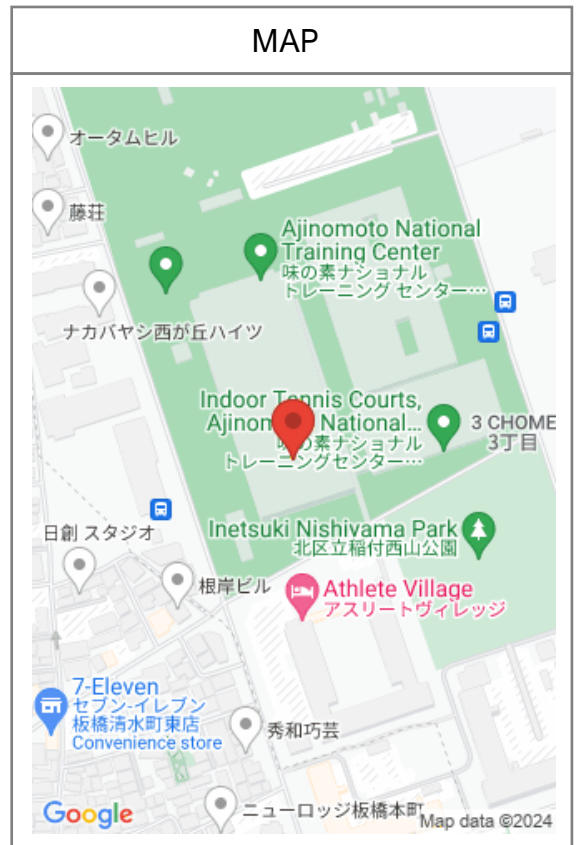 MAP
オータムヒル
藤荘
Ajinomoto National
Training Center
味の素ナショナル
トレーニング センター…
ナカバヤシ西が丘ハイツ
Indoor Tennis Courts,
National…
素ナショナル
トレーニングセンター…
3 CHOME
3丁目
日創 スタジオ
Inetsuki Nishiyama Park
北区立稲付西山公園
根岸ビル
Athlete Village
アスリートヴィレッジ
7-Eleven
セブン-イレブン
板橋清水町東店
Convenience store
秀和巧芸
ニューロッジ板橋本町
Google
Map data ©2024